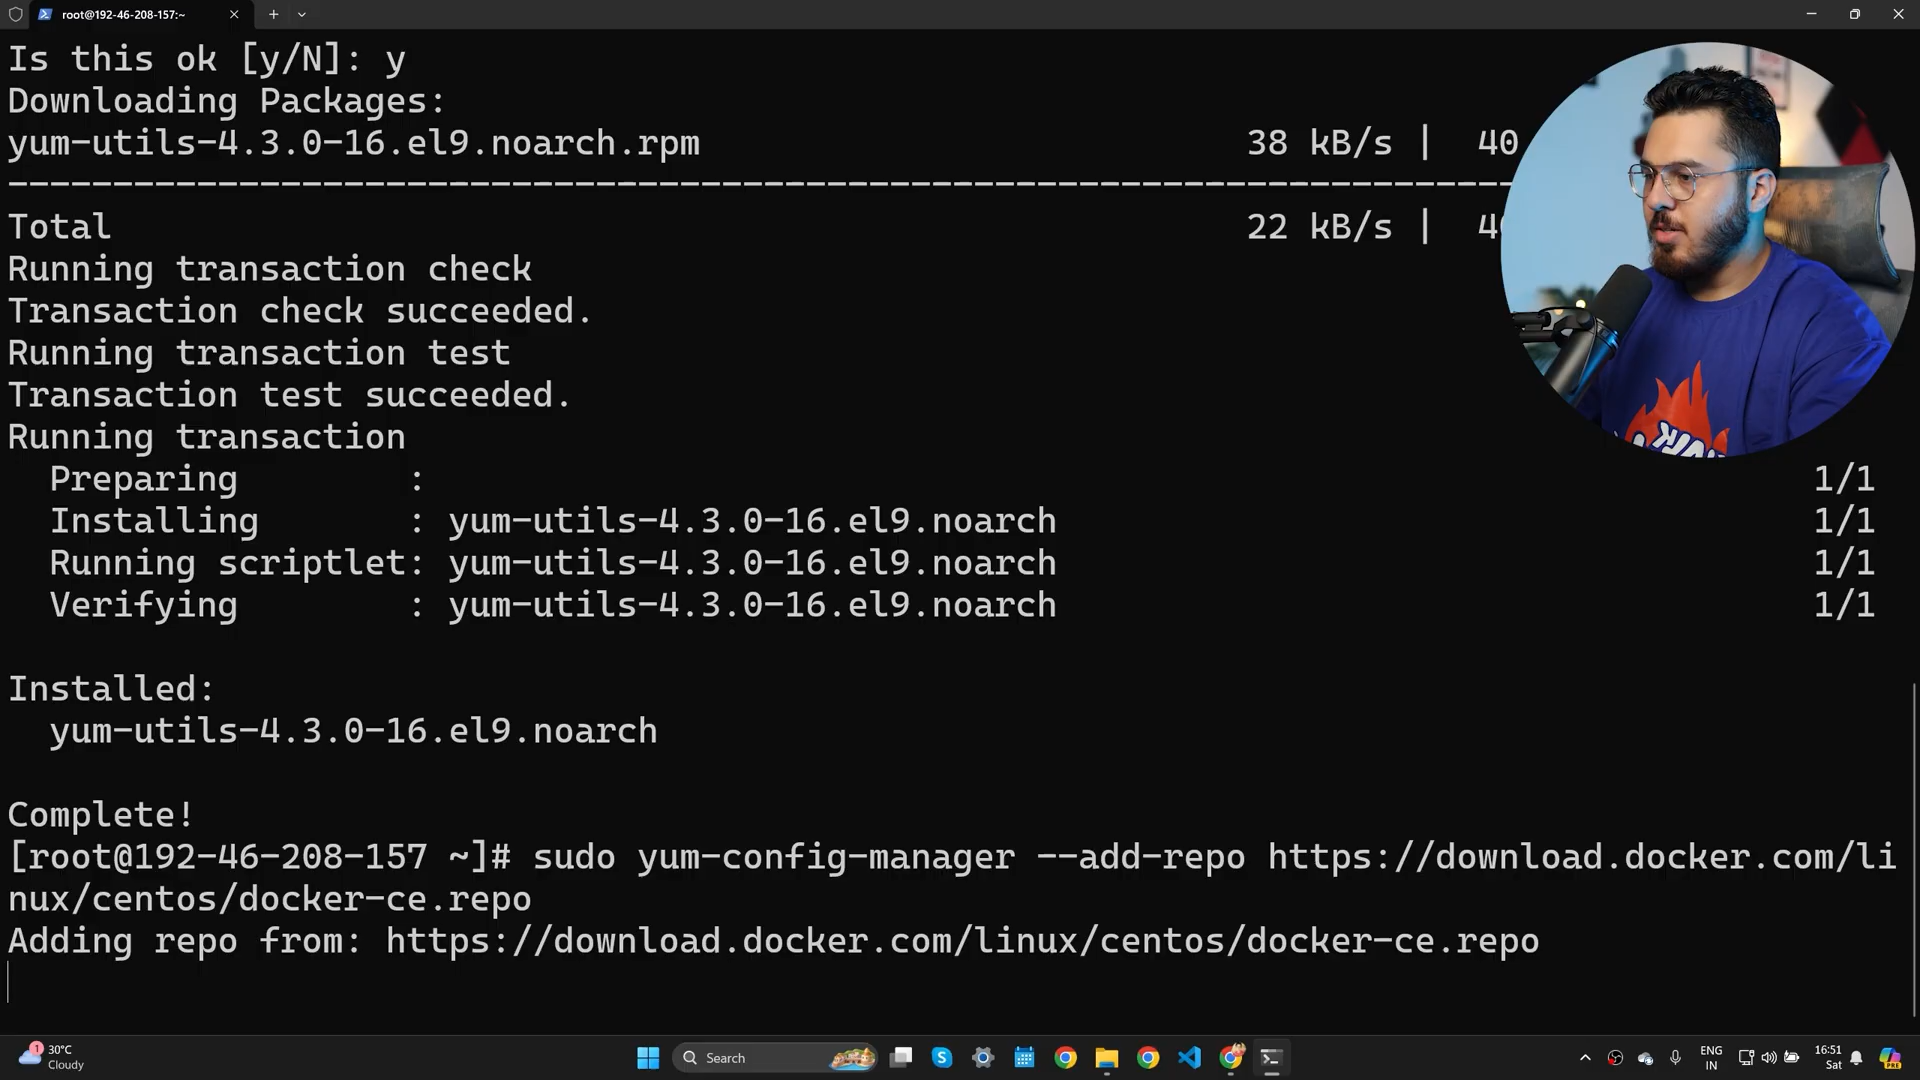 root@192-46-208-157:~
Is this ok [y/N]: y
Downloading Packages:
yum-utils-4.3.0-16.el9.noarch.rpm 38 kB/s | 40
--------------------------------------------------------------------------------
Total 22 kB/s |
Running transaction check
Transaction check succeeded.
Running transaction test
Transaction test succeeded.
Running transaction
Preparing : 1/1
Installing : yum-utils-4.3.0-16.el9.noarch 1/1
Running scriptlet: yum-utils-4.3.0-16.el9.noarch 1/1
Verifying : yum-utils-4.3.0-16.el9.noarch 1/1
Installed:
yum-utils-4.3.0-16.el9.noarch
Complete!
[root@192-46-208-157 ~]# sudo yum-config-manager --add-repo https://download.docker.com/li
nux/centos/docker-ce.repo
Adding repo from: https://download.docker.com/linux/centos/docker-ce.repo
1
30°C
Cloudy
Search
ENG
IN
16:51
Sat
PRE